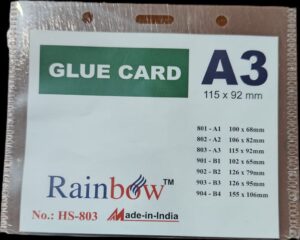 GLUE CARD
A3
115 x 92 mm
801 - A1 100 x 68mm
802 - A2 106 x 82mm
803 - A3 115 x 92mm
901 - B1 102 x 65mm
902 - B2 126 x 79mm
903 - B3 126 x 95mm
904 - B4 155 x 106mm
Rainbow™
No.: HS-803 Made-in-India